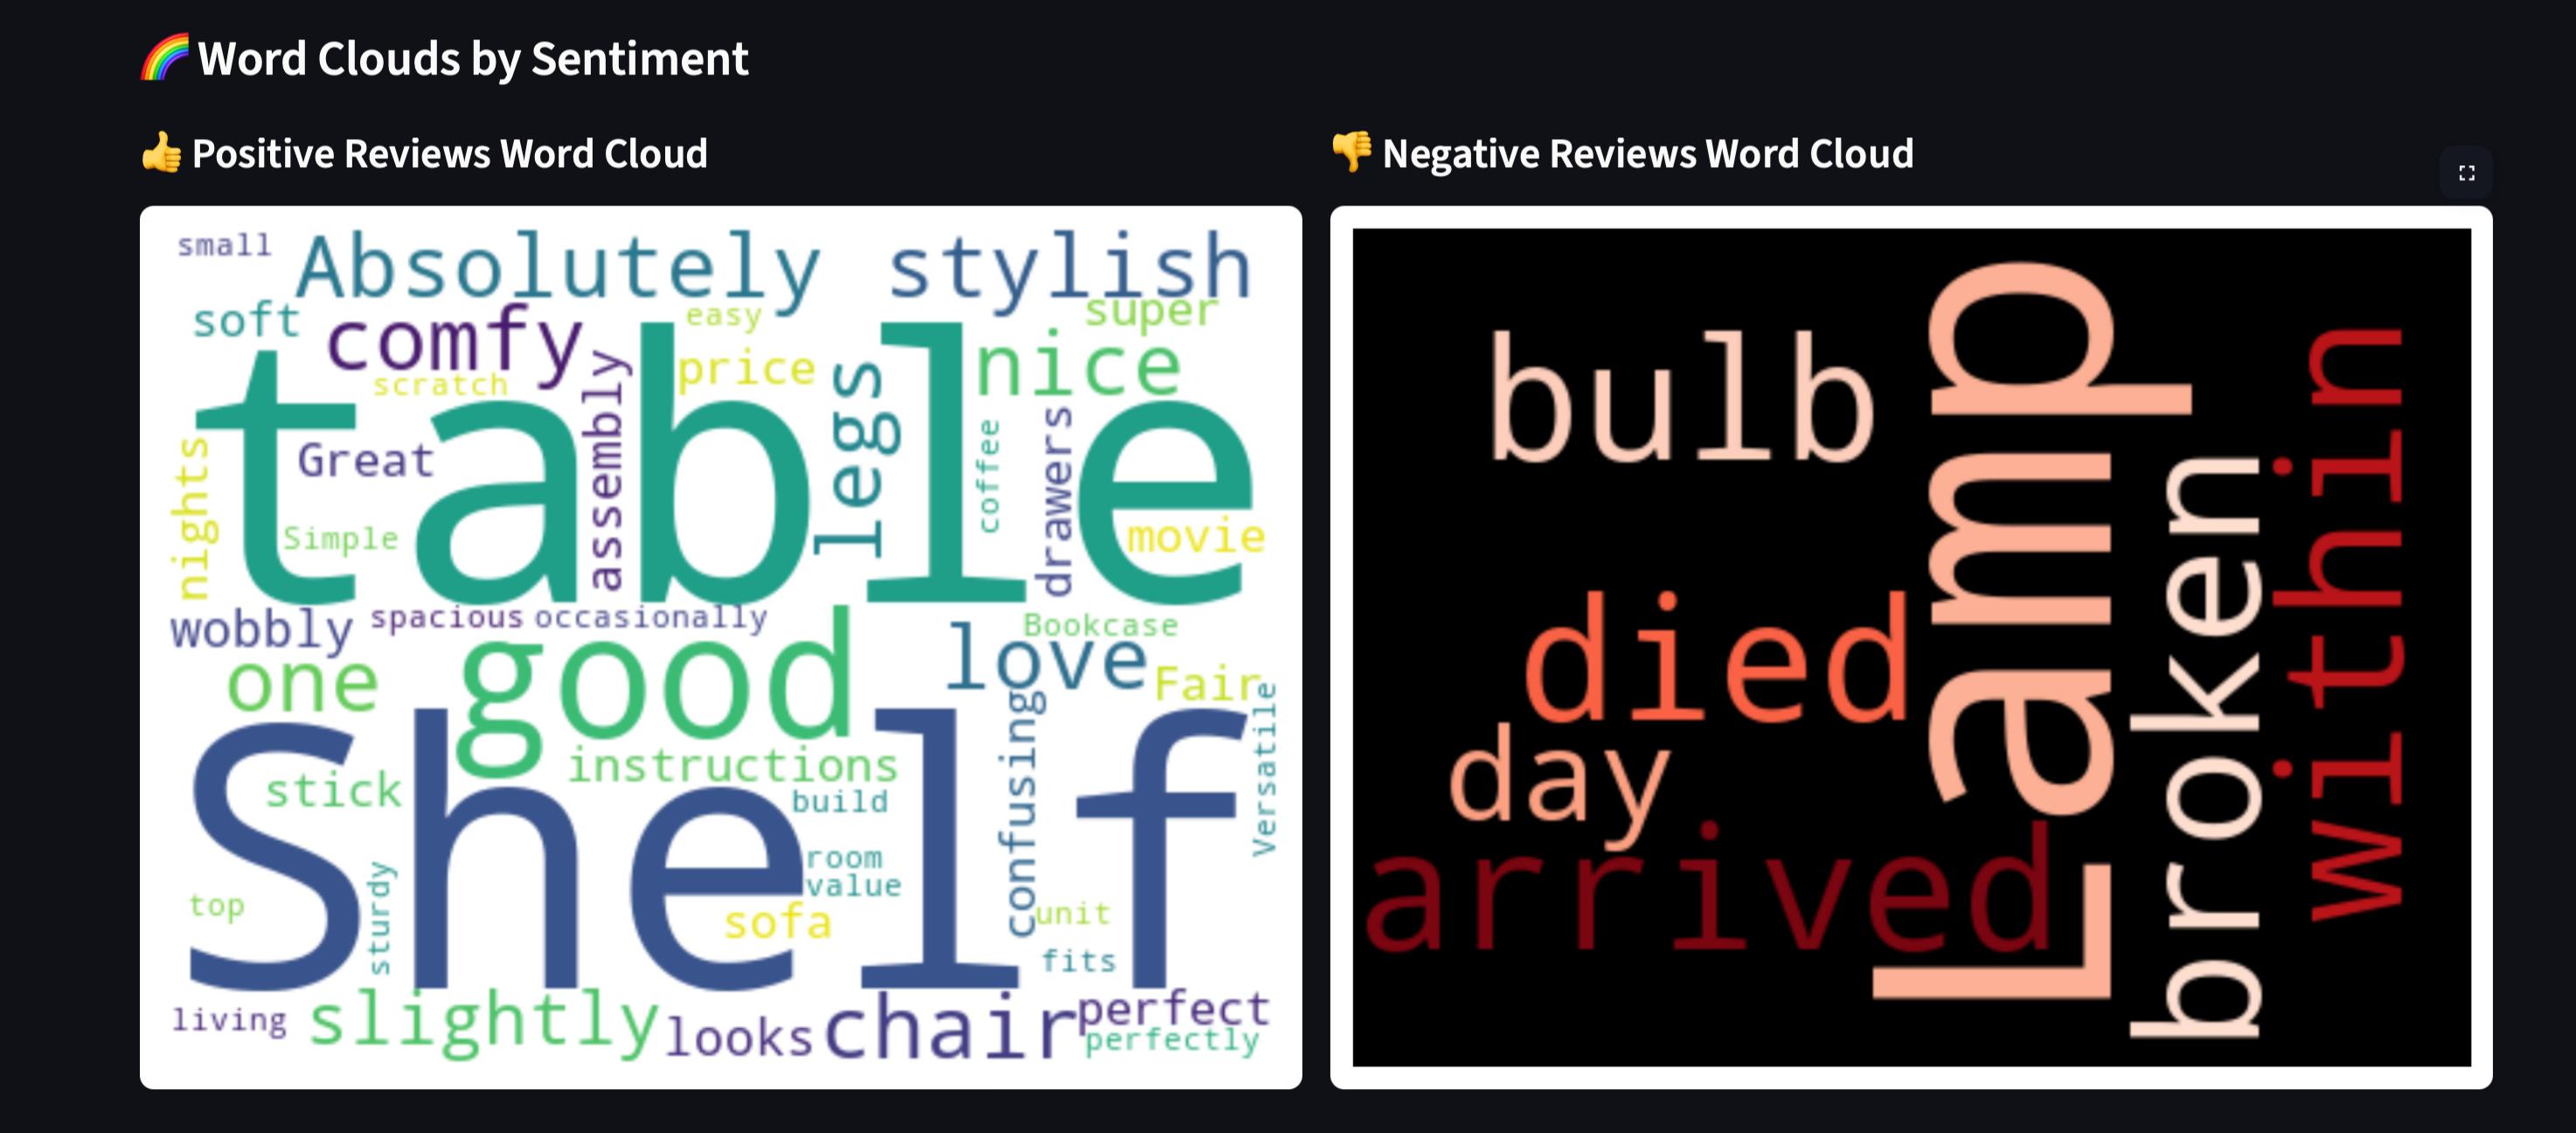 🌈 Word Clouds by Sentiment
👍 Positive Reviews Word Cloud
small
Absolutely
stylish
soft
comfy
easy
super
scratch
price
nice
table
assembly
legs
Great
coffee
drawers
nights
Simple
movie
wobbly
spacious
occasionally
Bookcase
one
good
love
Fair
Shelf
stick
instructions
confusing
Versatile
build
room
value
top
sturdy
sofa
unit
fits
living
slightly
looks
chair
perfect
perfectly
👎 Negative Reviews Word Cloud
bulb
Lamp
within
died
broken
day
arrived